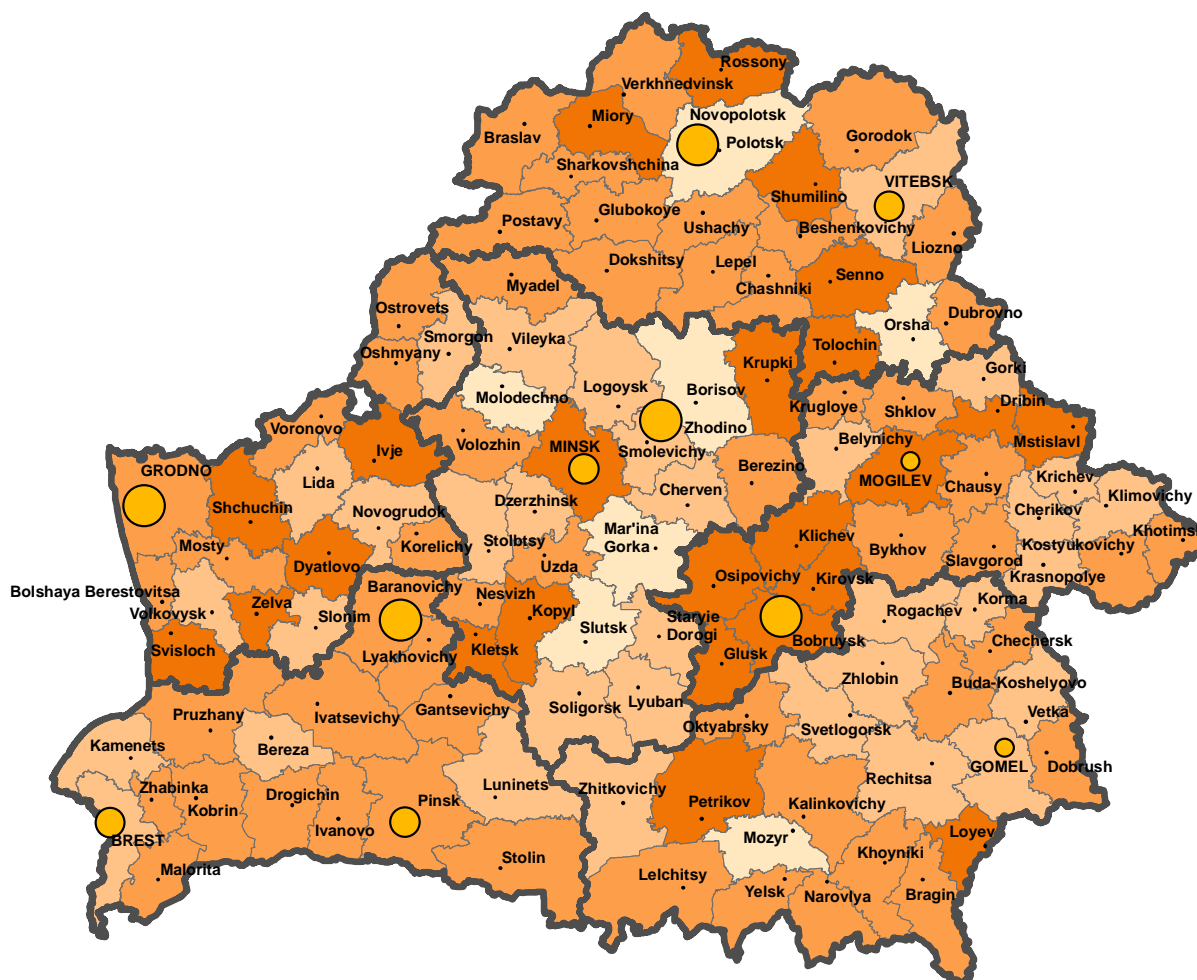 Rossony
Verkhnedvinsk
Miory
Novopolotsk
Braslav
Polotsk
Gorodok
Sharkovshchina
VITEBSK
Shumilino
Postavy
Glubokoye
Ushachy
Beshenkovichy
Liozno
Dokshitsy
Lepel
Senno
Myadel
Chashniki
Ostrovets
Orsha
Dubrovno
Smorgon
Vileyka
Tolochin
Oshmyany
Krupki
Gorki
Logoysk
Molodechno
Borisov
Dribin
Krugloye
Shklov
Voronovo
Zhodino
Mstislavl
Ivje
Volozhin
MINSK
Smolevichy
Belynichy
GRODNO
Berezino
Lida
MOGILEV
Chausy
Krichev
Cherven
Klimovichy
Dzerzhinsk
Shchuchin
Novogrudok
Cherikov
Mar'ina
Gorka
Khotimsk
Mosty
Korelichy
Stolbtsy
Klichev
Bykhov
Kostyukovichy
Dyatlovo
Uzda
Slavgorod
Osipovichy
Kirovsk
Krasnopolye
Bolshaya Berestovitsa
Baranovichy
Nesvizh
Korma
Volkovysk
Zelva
Kopyl
Staryie
Dorogi
Rogachev
Slonim
Slutsk
Bobruysk
Chechersk
Svisloch
Lyakhovichy
Kletsk
Glusk
Zhlobin
Buda-Koshelyovo
Lyuban
Gantsevichy
Soligorsk
Pruzhany
Ivatsevichy
Vetka
Oktyabrsky
Svetlogorsk
Kamenets
Bereza
GOMEL
Dobrush
Rechitsa
Luninets
Zhitkovichy
Zhabinka
Drogichin
Pinsk
Petrikov
Kalinkovichy
Kobrin
Ivanovo
Loyev
BREST
Mozyr
Khoyniki
Stolin
Malorita
Lelchitsy
Yelsk
Narovlya
Bragin